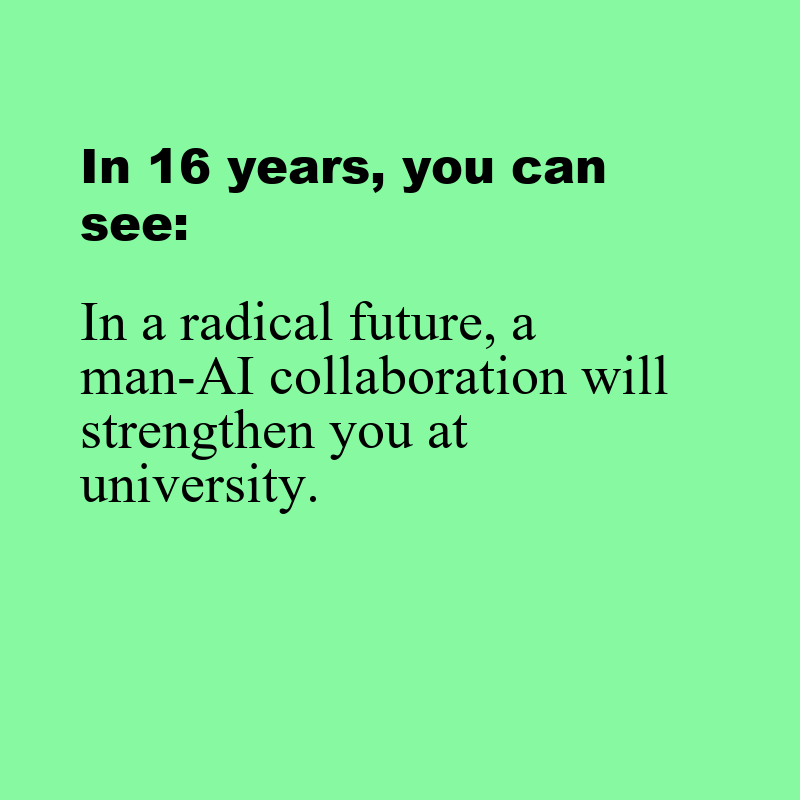 In 16 years, you can
see:
In a radical future, a
man-AI collaboration will
strengthen you at
university.